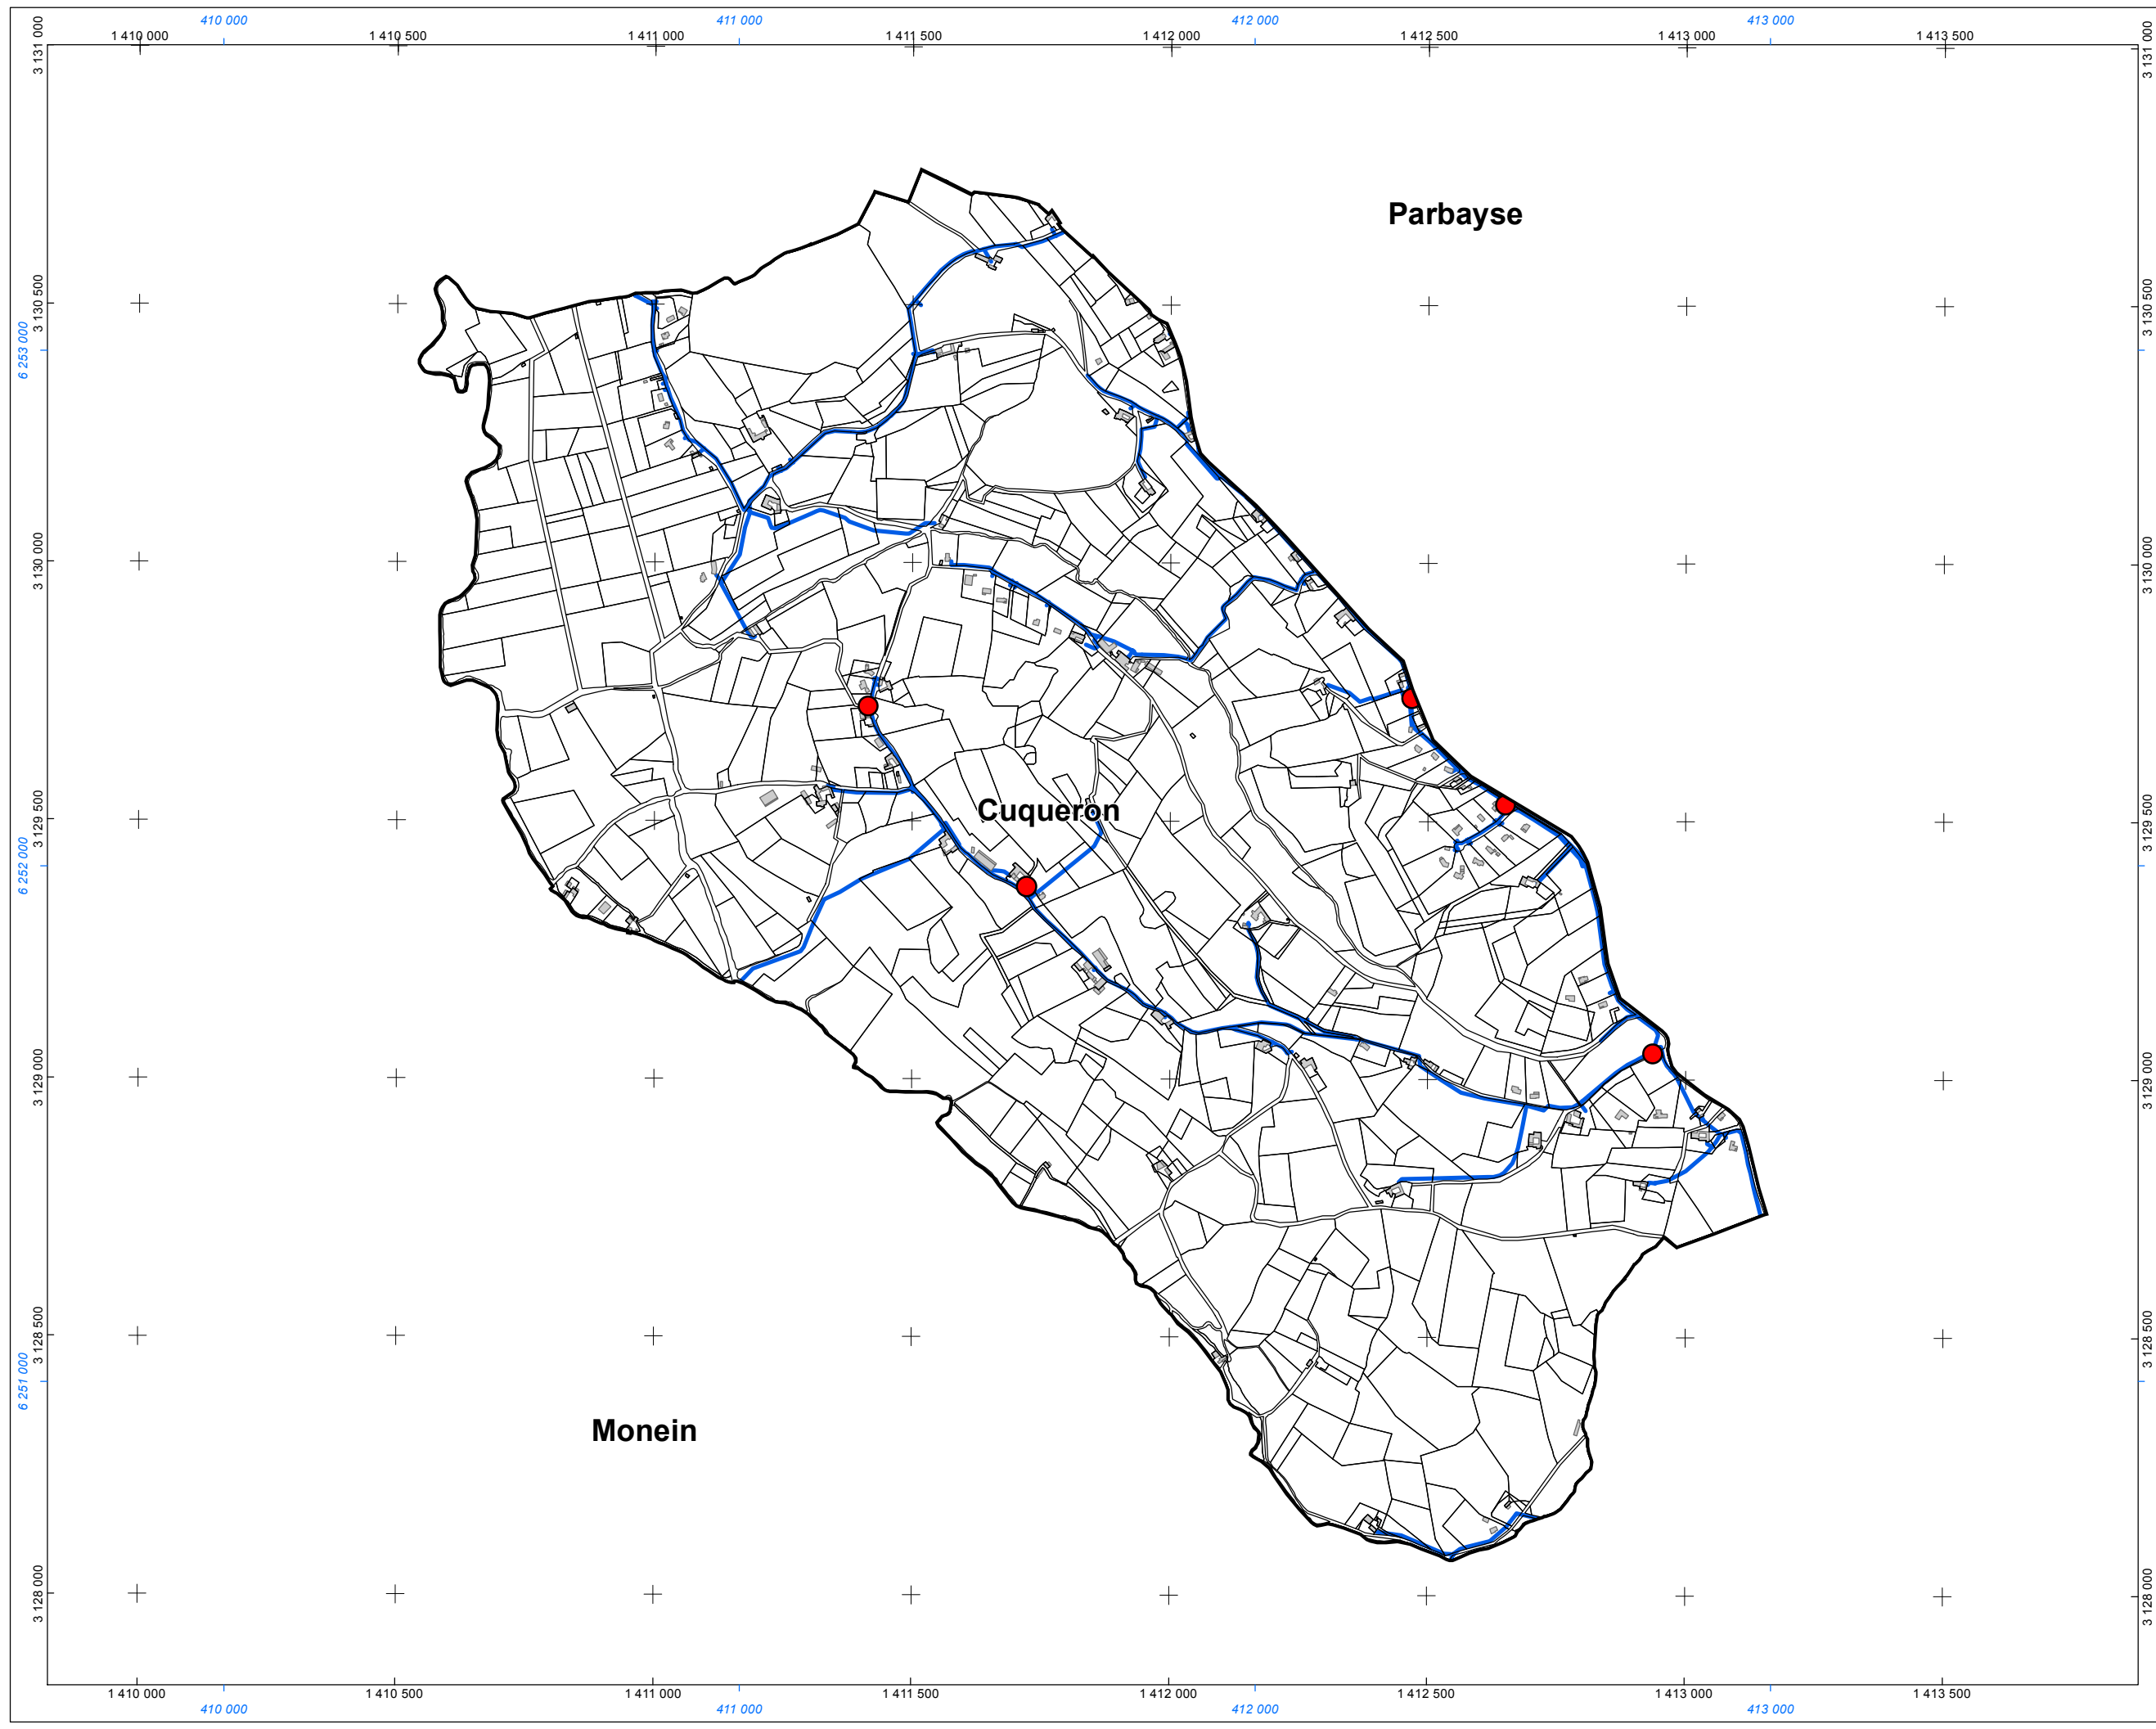 410 000 411 000 412 000 413 000
1 410 000 1 410 500 1 411 000 1 411 500 1 412 000 1 412 500 1 413 000 1 413 500
3 131 000 3 131 000
Parbayse
3 130 500 3 130 500
6 253 000
3 130 000 3 130 000
Cuqueron
3 129 500 3 129 500
6 252 000
3 129 000 3 129 000
3 128 500 3 128 500
6 251 000
Monein
3 128 000 3 128 000
1 410 000 1 410 500 1 411 000 1 411 500 1 412 000 1 412 500 1 413 000 1 413 500
410 000 411 000 412 000 413 000